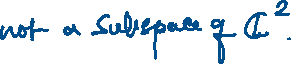 not a subspace of ℂ².